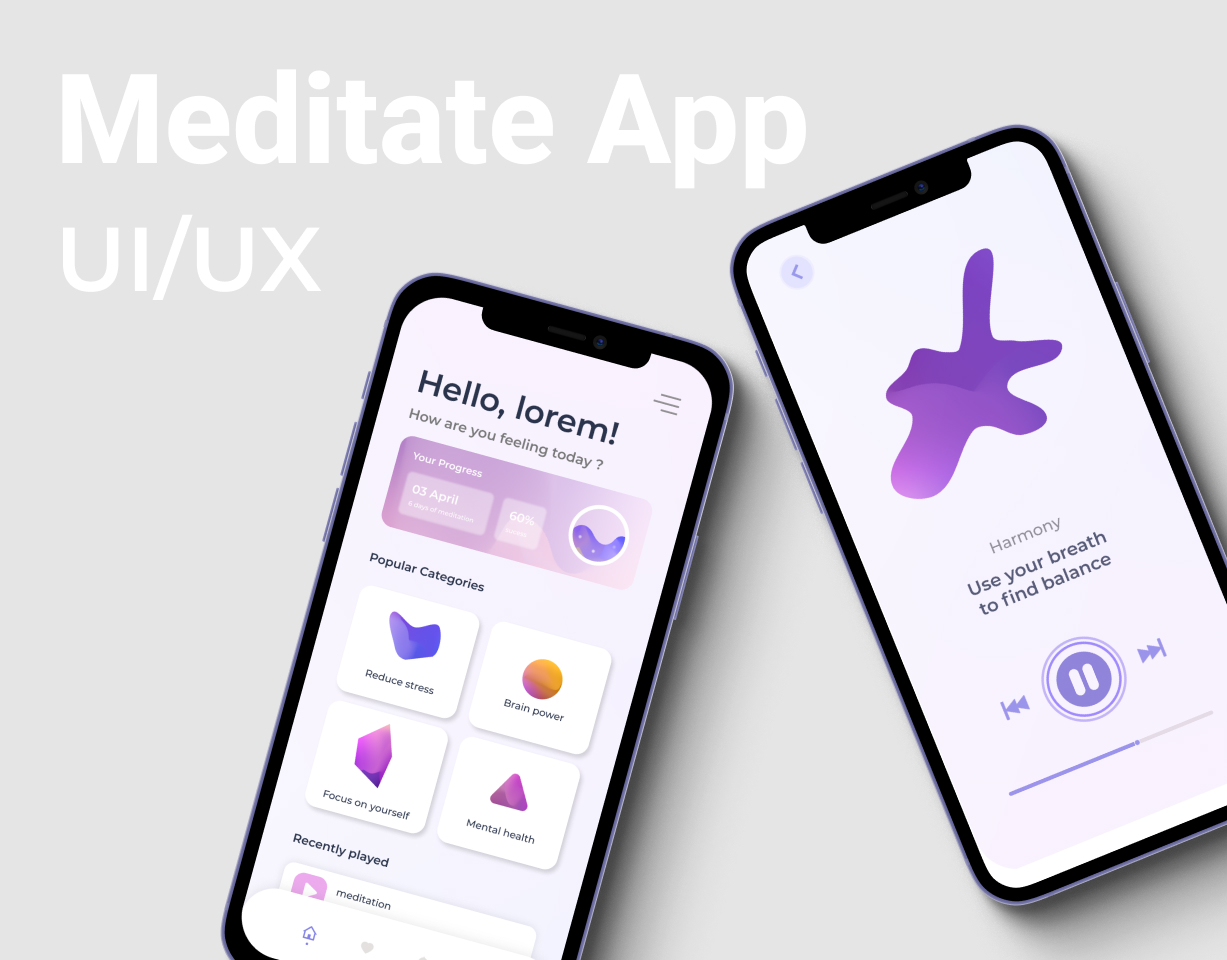 Meditate App
UI/UX
Hello, lorem!
How are you feeling today ?
Your Progress
03 April
6 days of meditation
60%
Popular Categories
Reduce stress
Brain power
Focus on yourself
Mental health
Recently played
meditation
Harmony
Use your breath
to find balance